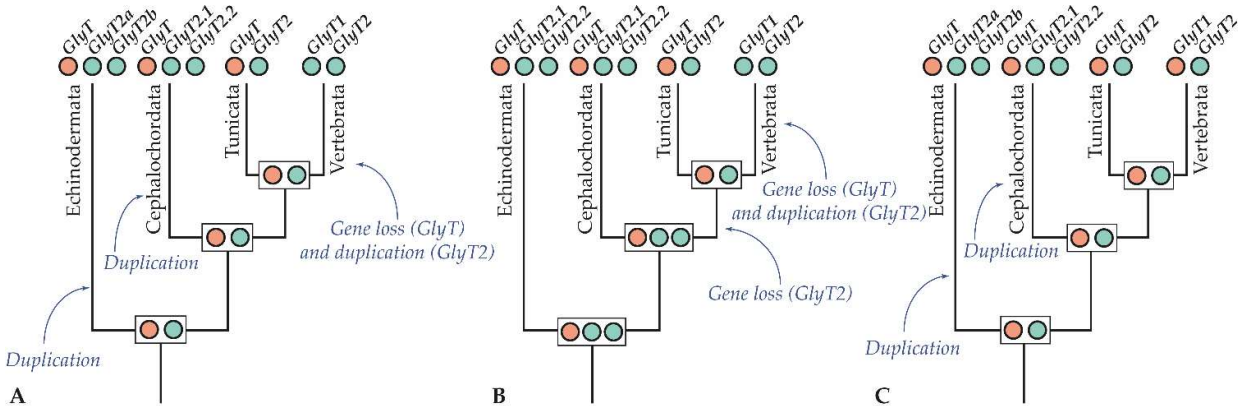 GlyT GlyT2a GlyT2b GlyT GlyT2.1 GlyT2.2 GlyT GlyT2 GlyT1 GlyT2
Echinodermata
Cephalochordata
Tunicata
Vertebrata
Duplication
Duplication
Gene loss (GlyT)
and duplication (GlyT2)
A
GlyT GlyT2.1 GlyT2.2 GlyT GlyT2.1 GlyT2.2 GlyT GlyT2 GlyT1 GlyT2
Echinodermata
Cephalochordata
Tunicata
Vertebrata
Gene loss (GlyT)
and duplication (GlyT2)
Gene loss (GlyT2)
B
GlyT GlyT2a GlyT2b GlyT GlyT2.1 GlyT2.2 GlyT GlyT2 GlyT1 GlyT2
Echinodermata
Cephalochordata
Tunicata
Vertebrata
Duplication
Duplication
C